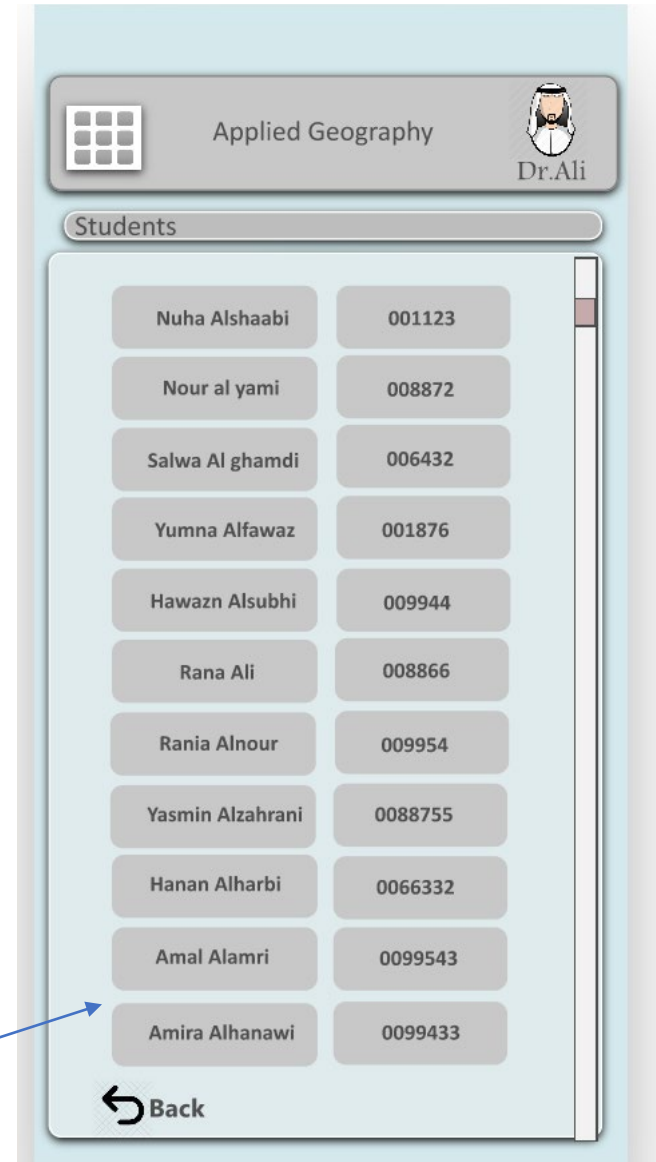 Applied Geography
Dr.Ali
Students
Nuha Alshaabi 001123
Nour al yami 008872
Salwa Al ghamdi 006432
Yumna Alfawaz 001876
Hawazn Alsubhi 009944
Rana Ali 008866
Rania Alnour 009954
Yasmin Alzahrani 0088755
Hanan Alharbi 0066332
Amal Alamri 0099543
Amira Alhanawi 0099433
Back